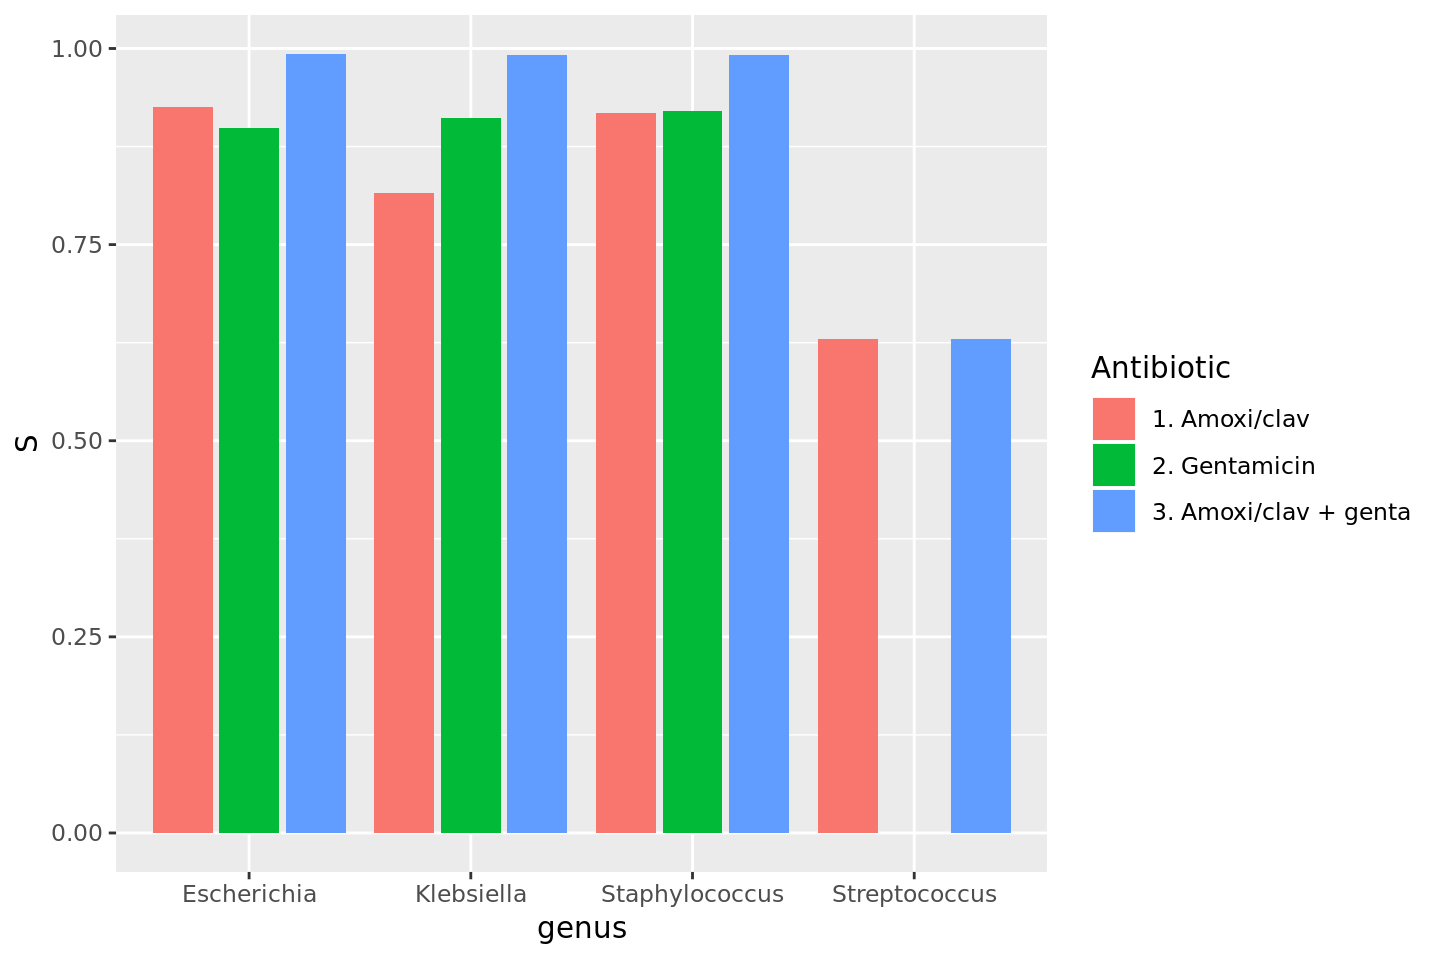 1.00
0.75
0.50
0.25
0.00
S
Escherichia
Klebsiella
Staphylococcus
Streptococcus
genus
Antibiotic
1. Amoxi/clav
2. Gentamicin
3. Amoxi/clav + genta